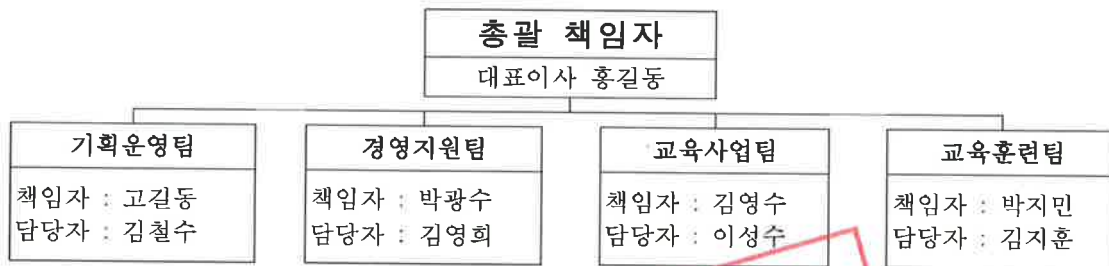 총괄 책임자
대표이사 홍길동
기획운영팀
책임자 : 고길동
담당자 : 김철수
경영지원팀
책임자 : 박광수
담당자 : 김영희
교육사업팀
책임자 : 김영수
담당자 : 이성수
교육훈련팀
책임자 : 박지민
담당자 : 김지훈